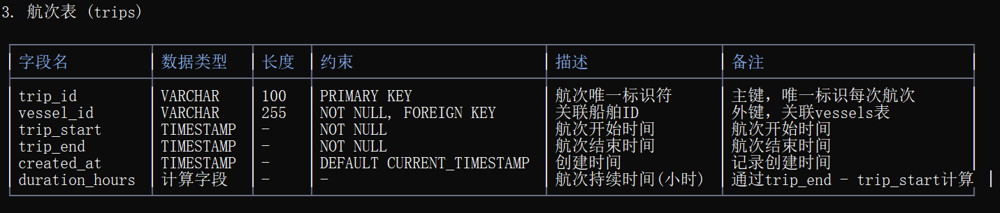 3. 航次表 (trips)
字段名 数据类型 长度 约束 描述 备注
trip_id VARCHAR 100 PRIMARY KEY 航次唯一标识符 主键，唯一标识每次航次
vessel_id VARCHAR 255 NOT NULL, FOREIGN KEY 关联船舶ID 外键，关联vessels表
trip_start TIMESTAMP - NOT NULL 航次开始时间 航次开始时间
trip_end TIMESTAMP - NOT NULL 航次结束时间 航次结束时间
created_at TIMESTAMP - DEFAULT CURRENT_TIMESTAMP 创建时间 记录创建时间
duration_hours 计算字段 - - 航次持续时间(小时) 通过trip_end - trip_start计算